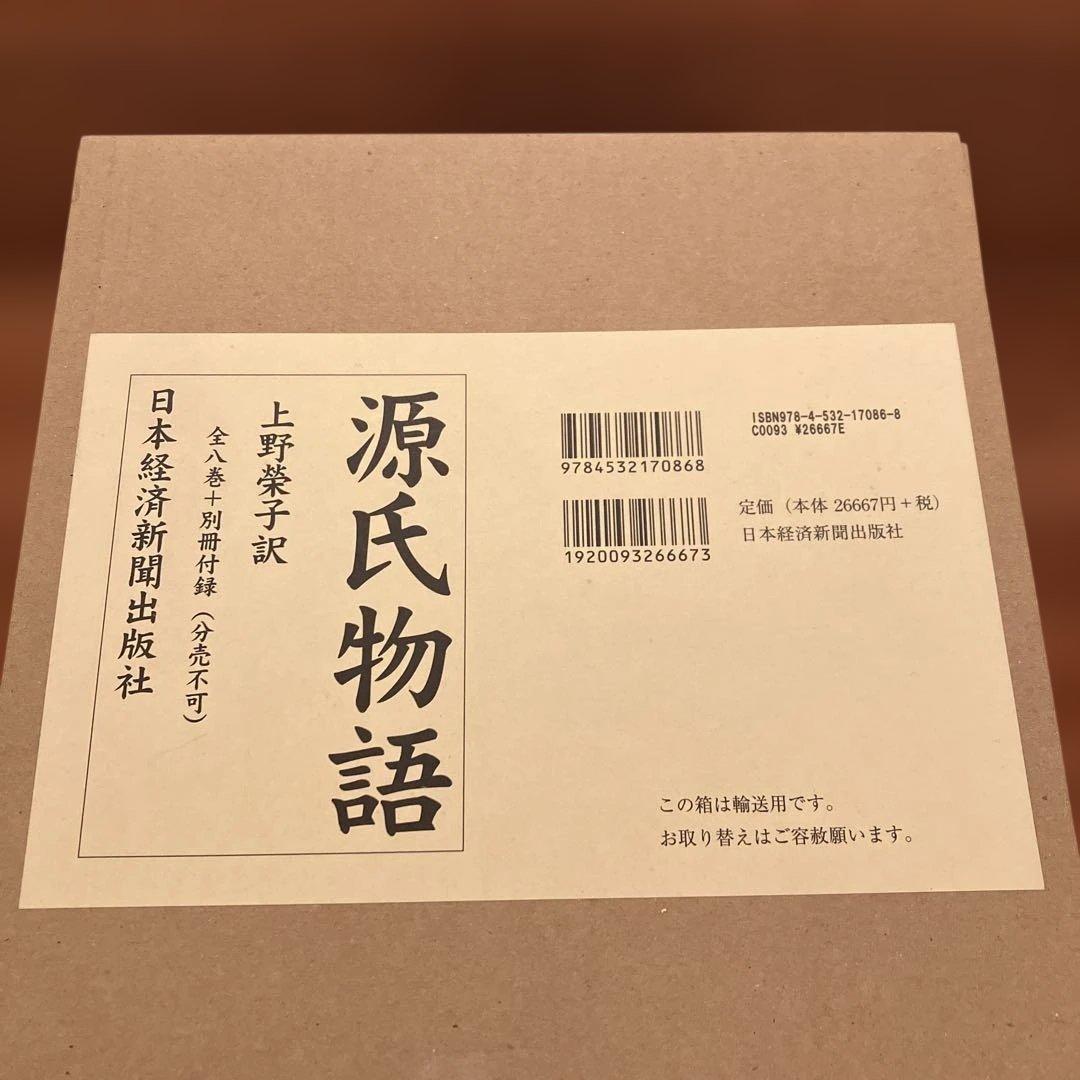 源氏物語
上野榮子訳
全八巻＋別冊付録（分売不可）
日本経済新聞出版社
9784532170868
ISBN978-4-532-17086-8
C0093 ¥26667E
1920093266673
定価（本体 26667円＋税）
日本経済新聞出版社
この箱は輸送用です。
お取り替えはご容赦願います。